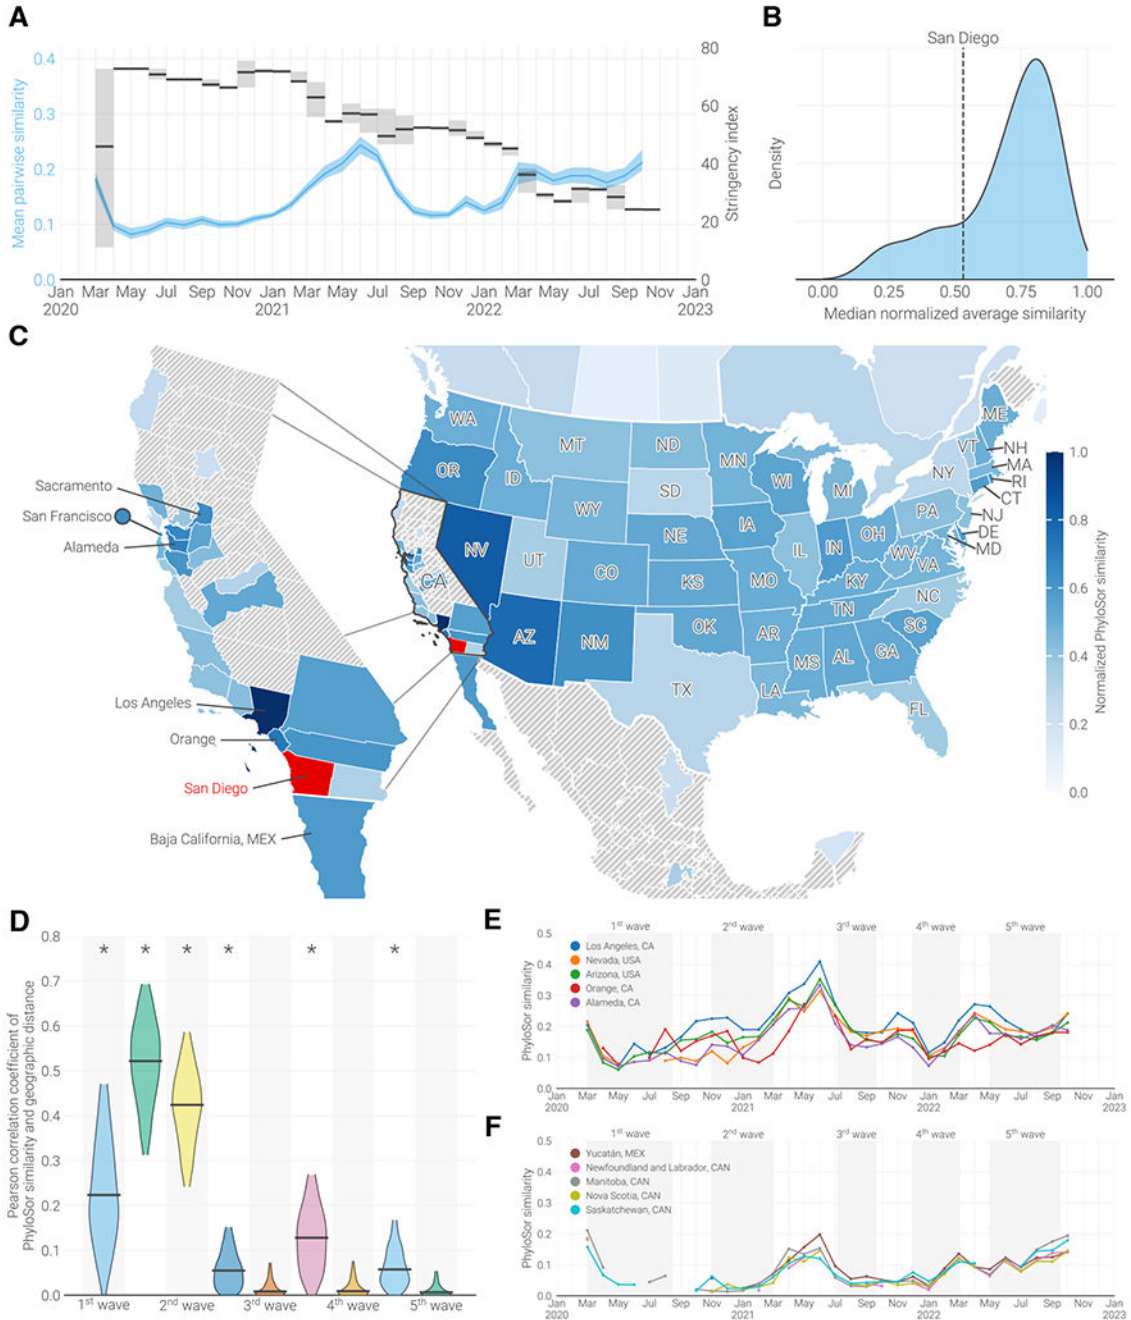 A
B
Mean pairwise similarity
0.4
0.3
0.2
0.1
0.0
80
60
40
20
0
Stringency index
Jan Mar May Jul Sep Nov Jan Mar May Jul Sep Nov Jan Mar May Jul Sep Nov Jan
2020 2021 2022 2023
San Diego
Density
0.00 0.25 0.50 0.75 1.00
Median normalized average similarity
C
Sacramento
San Francisco
Alameda
Los Angeles
Orange
San Diego
Baja California, MEX
WA
OR
ID
MT
ND
MN
WI
MI
SD
WY
NV
UT
CO
NE
IA
IL
IN
OH
PA
NY
VT
ME
NH
MA
RI
CT
NJ
DE
MD
WV
VA
KY
CA
KS
MO
TN
NC
SC
AZ
NM
OK
AR
MS
AL
GA
TX
LA
FL
1.0
0.8
0.6
0.4
0.2
0.0
Normalized PhyloSor similarity
D
Pearson correlation coefficient of
PhyloSor similarity and geographic distance
0.8
0.7
0.6
0.5
0.4
0.3
0.2
0.1
0.0
* * * * * *
1st wave 2nd wave 3rd wave 4th wave 5th wave
E
1st wave 2nd wave 3rd wave 4th wave 5th wave
PhyloSor similarity
0.5
0.4
0.3
0.2
0.1
0.0
Los Angeles, CA
Nevada, USA
Arizona, USA
Orange, CA
Alameda, CA
Jan Mar May Jul Sep Nov Jan Mar May Jul Sep Nov Jan Mar May Jul Sep Nov Jan
2020 2021 2022 2023
F
1st wave 2nd wave 3rd wave 4th wave 5th wave
PhyloSor similarity
0.5
0.4
0.3
0.2
0.1
0.0
Yucatán, MEX
Newfoundland and Labrador, CAN
Manitoba, CAN
Nova Scotia, CAN
Saskatchewan, CAN
Jan Mar May Jul Sep Nov Jan Mar May Jul Sep Nov Jan Mar May Jul Sep Nov Jan
2020 2021 2022 2023